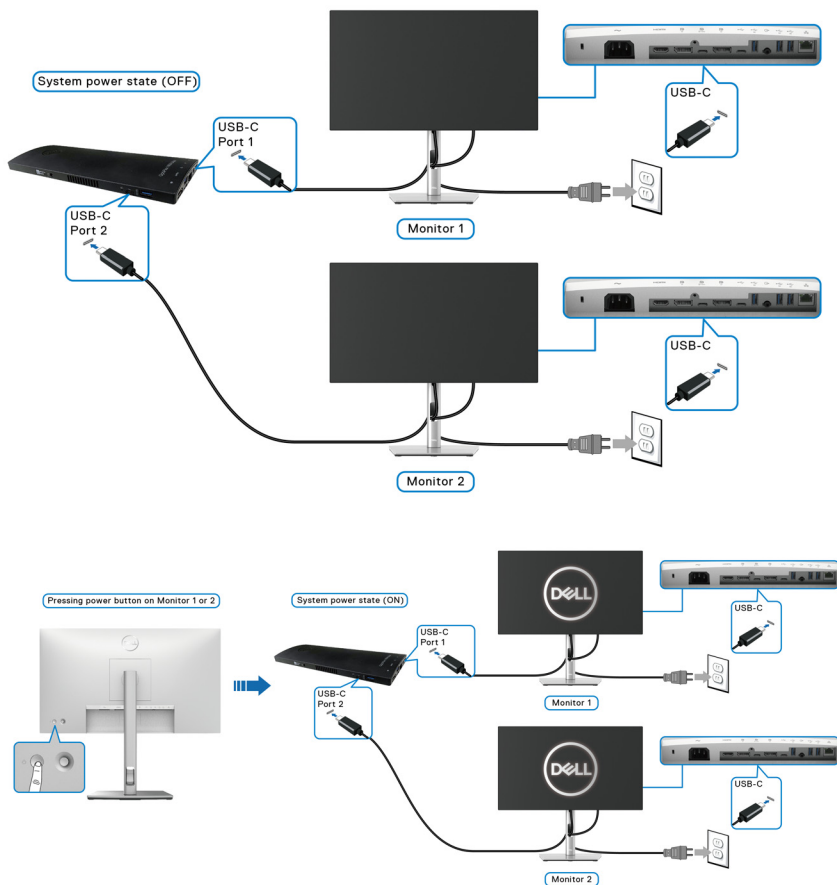 System power state (OFF)
USB-C
Port 1
USB-C
Monitor 1
USB-C
Port 2
USB-C
Monitor 2
Pressing power button on Monitor 1 or 2
System power state (ON)
DELL
USB-C
Port 1
USB-C
Monitor 1
USB-C
Port 2
DELL
USB-C
Monitor 2